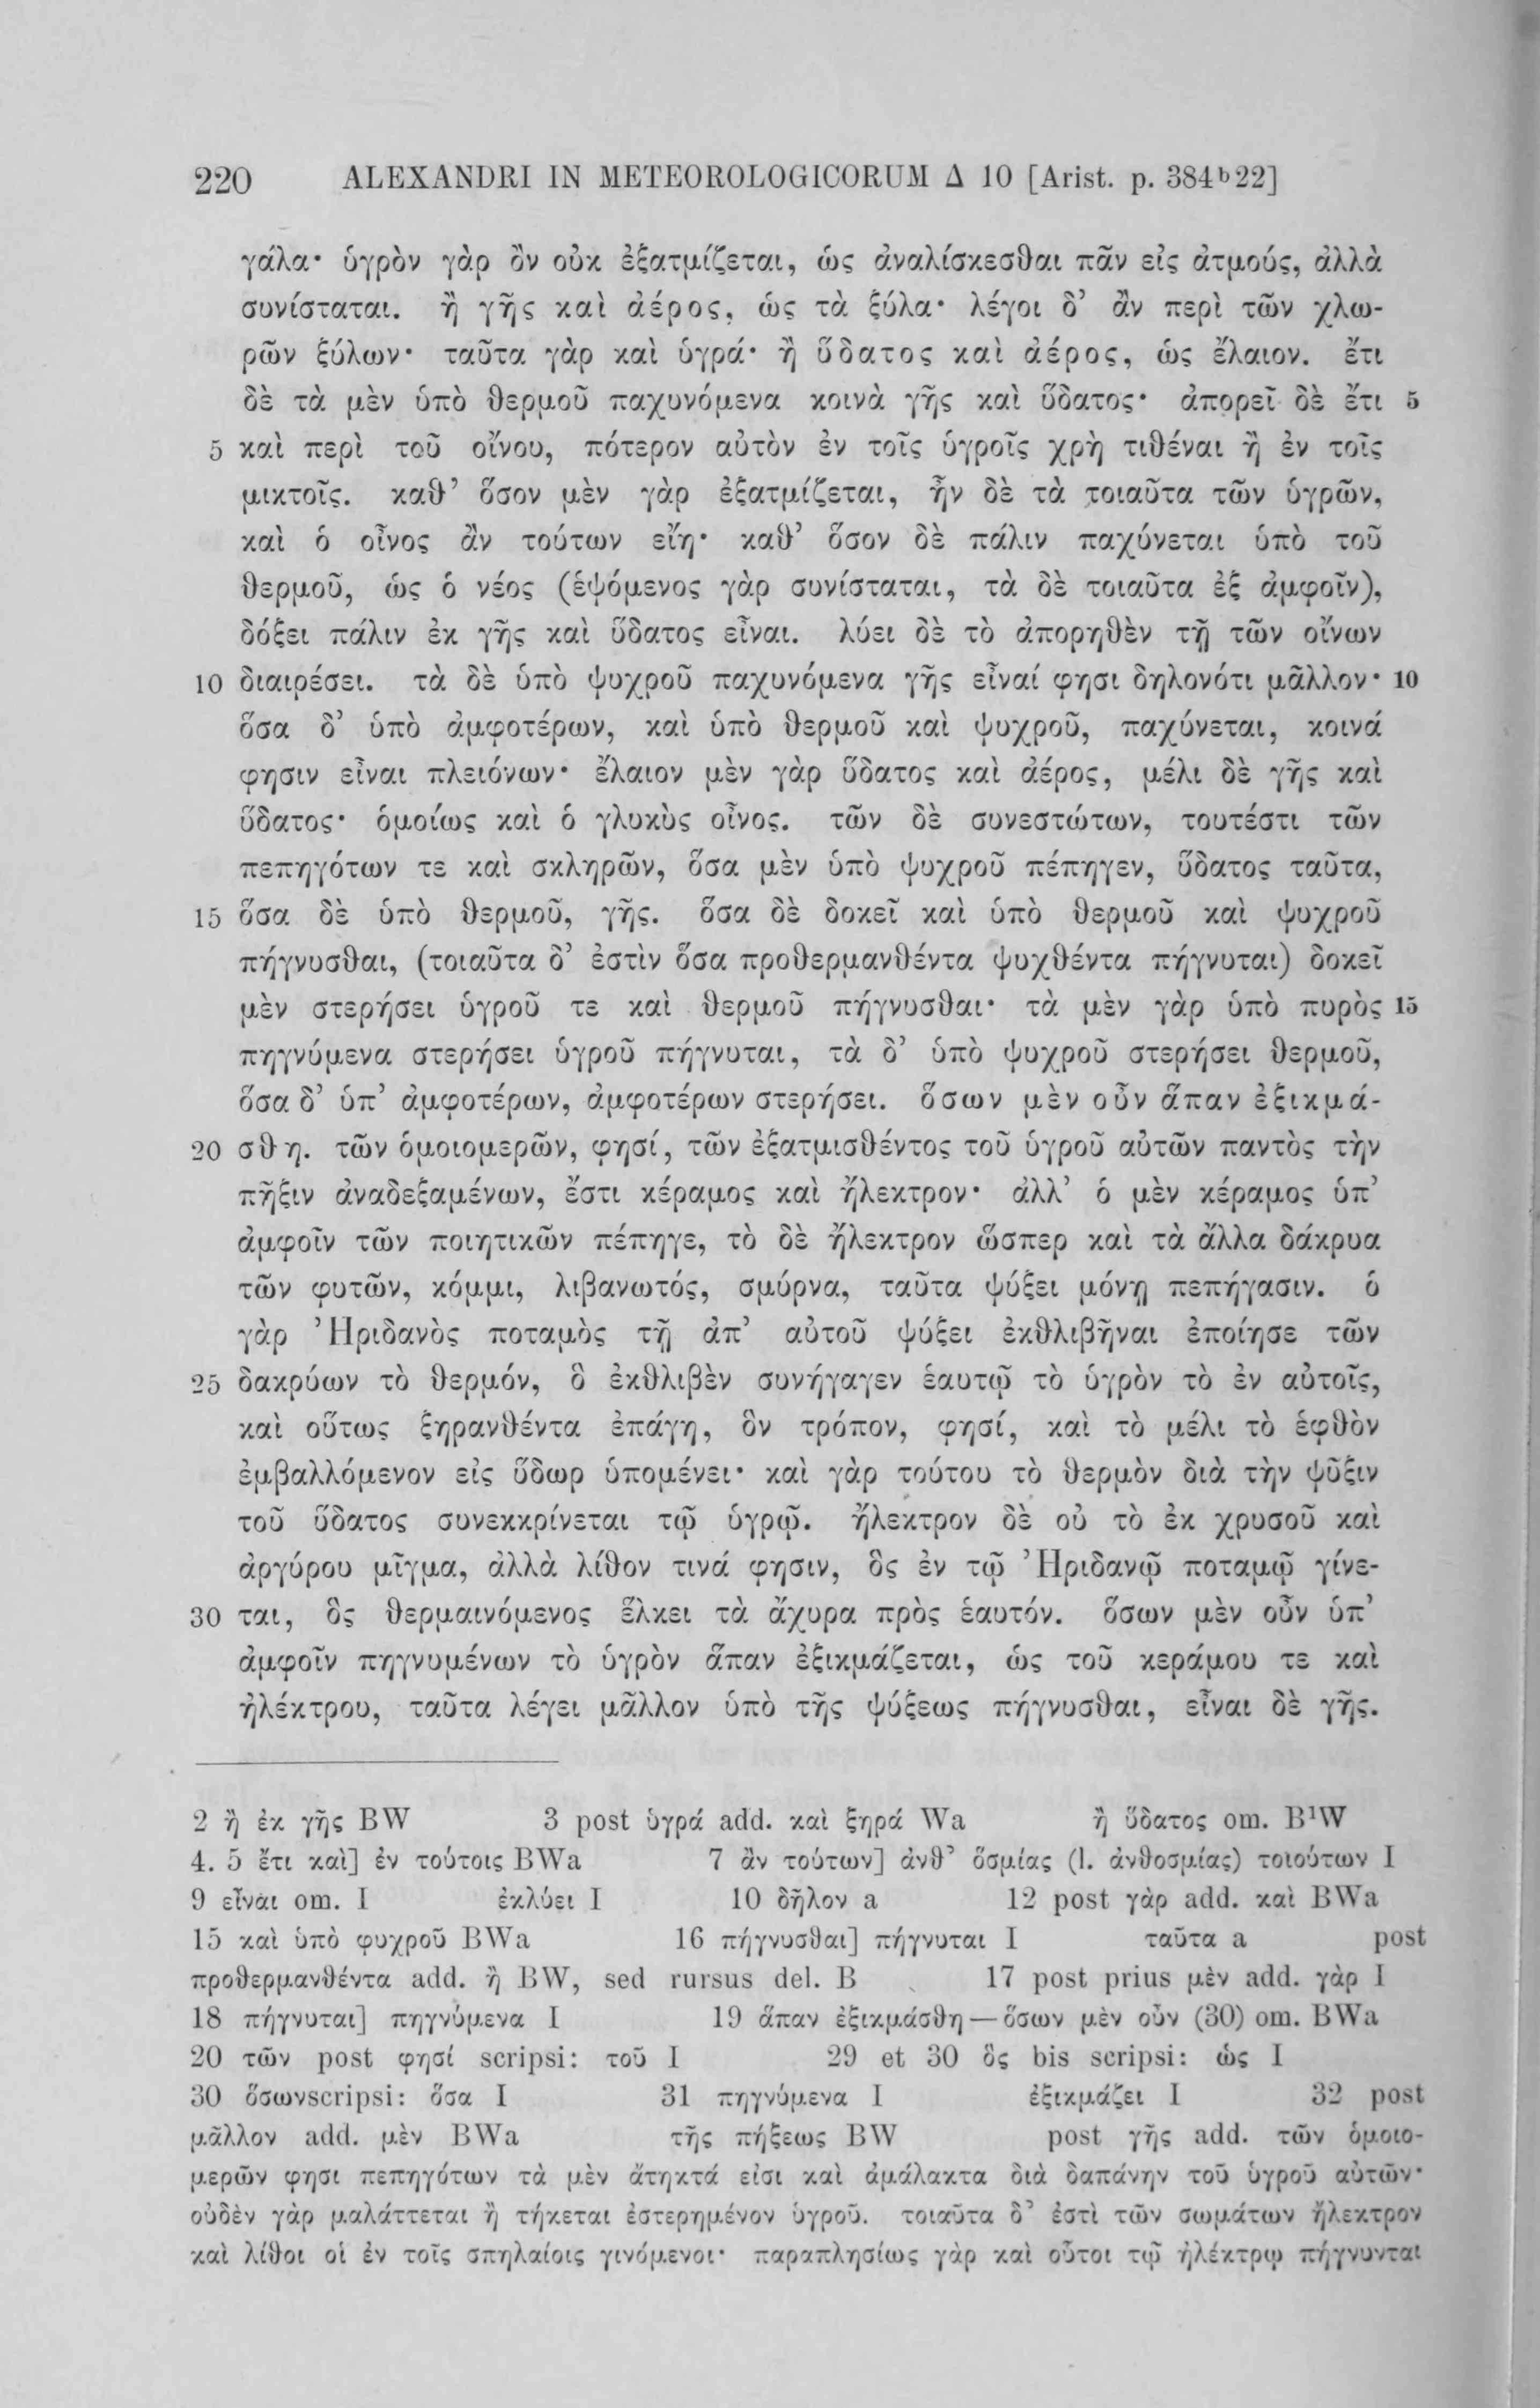 220 ALEXANDRI IN METEOROLOGICORUM Δ 10 [Arist. p. 384ᵇ22]
γάλα· ὑγρὸν γὰρ ὂν οὐκ ἐξατμίζεται, ὡς ἀναλίσκεσθαι πᾶν εἰς ἀτμούς, ἀλλὰ
συνίσταται. ἢ γῆς καὶ ἀέρος, ὡς τὰ ξύλα· λέγοι δ’ ἂν περὶ τῶν χλω-
ρῶν ξύλων· ταῦτα γὰρ καὶ ὑγρά· ἢ ὕδατος καὶ ἀέρος, ὡς ἔλαιον. ἔτι
δὲ τὰ μὲν ὑπὸ θερμοῦ παχυνόμενα κοινὰ γῆς καὶ ὕδατος· ἀπορεῖ δὲ ἔτι 5
5 καὶ περὶ τοῦ οἴνου, πότερον αὐτὸν ἐν τοῖς ὑγροῖς χρὴ τιθέναι ἢ ἐν τοῖς
μικτοῖς. καθ’ ὅσον μὲν γὰρ ἐξατμίζεται, ἦν δὲ τὰ τοιαῦτα τῶν ὑγρῶν,
καὶ ὁ οἶνος ἂν τούτων εἴη· καθ’ ὅσον δὲ πάλιν παχύνεται ὑπὸ τοῦ
θερμοῦ, ὡς ὁ νέος (ἑψόμενος γὰρ συνίσταται, τὰ δὲ τοιαῦτα ἐξ ἀμφοῖν),
δόξει πάλιν ἐκ γῆς καὶ ὕδατος εἶναι. λύει δὲ τὸ ἀπορηθὲν τῇ τῶν οἴνων
10 διαιρέσει. τὰ δὲ ὑπὸ ψυχροῦ παχυνόμενα γῆς εἶναί φησι δηλονότι μᾶλλον· 10
ὅσα δ’ ὑπὸ ἀμφοτέρων, καὶ ὑπὸ θερμοῦ καὶ ψυχροῦ, παχύνεται, κοινά
φησιν εἶναι πλειόνων· ἔλαιον μὲν γὰρ ὕδατος καὶ ἀέρος, μέλι δὲ γῆς καὶ
ὕδατος· ὁμοίως καὶ ὁ γλυκὺς οἶνος. τῶν δὲ συνεστώτων, τουτέστι τῶν
πεπηγότων τε καὶ σκληρῶν, ὅσα μὲν ὑπὸ ψυχροῦ πέπηγεν, ὕδατος ταῦτα,
15 ὅσα δὲ ὑπὸ θερμοῦ, γῆς. ὅσα δὲ δοκεῖ καὶ ὑπὸ θερμοῦ καὶ ψυχροῦ
πήγνυσθαι, (τοιαῦτα δ’ ἐστὶν ὅσα προθερμανθέντα ψυχθέντα πήγνυται) δοκεῖ
μὲν στερήσει ὑγροῦ τε καὶ θερμοῦ πήγνυσθαι· τὰ μὲν γὰρ ὑπὸ πυρὸς 15
πηγνύμενα στερήσει ὑγροῦ πήγνυται, τὰ δ’ ὑπὸ ψυχροῦ στερήσει θερμοῦ,
ὅσα δ’ ὑπ’ ἀμφοτέρων, ἀμφοτέρων στερήσει. ὅσων μὲν οὖν ἅπαν ἐξικμά-
20 σθη. τῶν ὁμοιομερῶν, φησί, τῶν ἐξατμισθέντος τοῦ ὑγροῦ αὐτῶν παντὸς τὴν
πῆξιν ἀναδεξαμένων, ἔστι κέραμος καὶ ἤλεκτρον· ἀλλ’ ὁ μὲν κέραμος ὑπ’
ἀμφοῖν τῶν ποιητικῶν πέπηγε, τὸ δὲ ἤλεκτρον ὥσπερ καὶ τὰ ἄλλα δάκρυα
τῶν φυτῶν, κόμμι, λιβανωτός, σμύρνα, ταῦτα ψύξει μόνῃ πεπήγασιν. ὁ
γὰρ Ἠριδανὸς ποταμὸς τῇ ἀπ’ αὐτοῦ ψύξει ἐκθλιβῆναι ἐποίησε τῶν
25 δακρύων τὸ θερμόν, ὃ ἐκθλιβὲν συνήγαγεν ἑαυτῷ τὸ ὑγρὸν τὸ ἐν αὐτοῖς,
καὶ οὕτως ξηρανθέντα ἐπάγη, ὃν τρόπον, φησί, καὶ τὸ μέλι τὸ ἑφθὸν
ἐμβαλλόμενον εἰς ὕδωρ ὑπομένει· καὶ γὰρ τούτου τὸ θερμὸν διὰ τὴν ψῦξιν
τοῦ ὕδατος συνεκκρίνεται τῷ ὑγρῷ. ἤλεκτρον δὲ οὐ τὸ ἐκ χρυσοῦ καὶ
ἀργύρου μῖγμα, ἀλλὰ λίθον τινά φησιν, ὃς ἐν τῷ Ἠριδανῷ ποταμῷ γίνε-
30 ται, ὃς θερμαινόμενος ἕλκει τὰ ἄχυρα πρὸς ἑαυτόν. ὅσων μὲν οὖν ὑπ’
ἀμφοῖν πηγνυμένων τὸ ὑγρὸν ἅπαν ἐξικμάζεται, ὡς τοῦ κεράμου τε καὶ
ἠλέκτρου, ταῦτα λέγει μᾶλλον ὑπὸ τῆς ψύξεως πήγνυσθαι, εἶναι δὲ γῆς.
2 ἢ ἐκ γῆς BW 3 post ὑγρά add. καὶ ξηρά Wa ἢ ὕδατος om. B¹W
4. 5 ἔτι καὶ] ἐν τούτοις BWa 7 ἂν τούτων] ἀνθ’ ὀσμίας (l. ἀνθοσμίας) τοιούτων I
9 εἶναι om. I ἐκλύει I 10 δῆλον a 12 post γὰρ add. καὶ BWa
15 καὶ ὑπὸ ψυχροῦ BWa 16 πήγνυσθαι] πήγνυται I ταῦτα a post
προθερμανθέντα add. ἢ BW, sed rursus del. B 17 post prius μὲν add. γὰρ I
18 πήγνυται] πηγνύμενα I 19 ἅπαν ἐξικμάσθη — ὅσων μὲν οὖν (30) om. BWa
20 τῶν post φησί scripsi: τοῦ I 29 et 30 ὃς bis scripsi: ὡς I
30 ὅσων scripsi: ὅσα I 31 πηγνύμενα I ἐξικμάζει I 32 post
μᾶλλον add. μὲν BWa τῆς πήξεως BW post γῆς add. τῶν ὁμοιο-
μερῶν φησι πεπηγότων τὰ μὲν ἄτηκτά εἰσι καὶ ἀμάλακτα διὰ δαπάνην τοῦ ὑγροῦ αὐτῶν·
οὐδὲν γὰρ μαλάττεται ἢ τήκεται ἐστερημένον ὑγροῦ. τοιαῦτα δ’ ἐστὶ τῶν σωμάτων ἤλεκτρον
καὶ λίθοι οἱ ἐν τοῖς σπηλαίοις γινόμενοι· παραπλησίως γὰρ καὶ οὗτοι τῷ ἠλέκτρῳ πήγνυνται